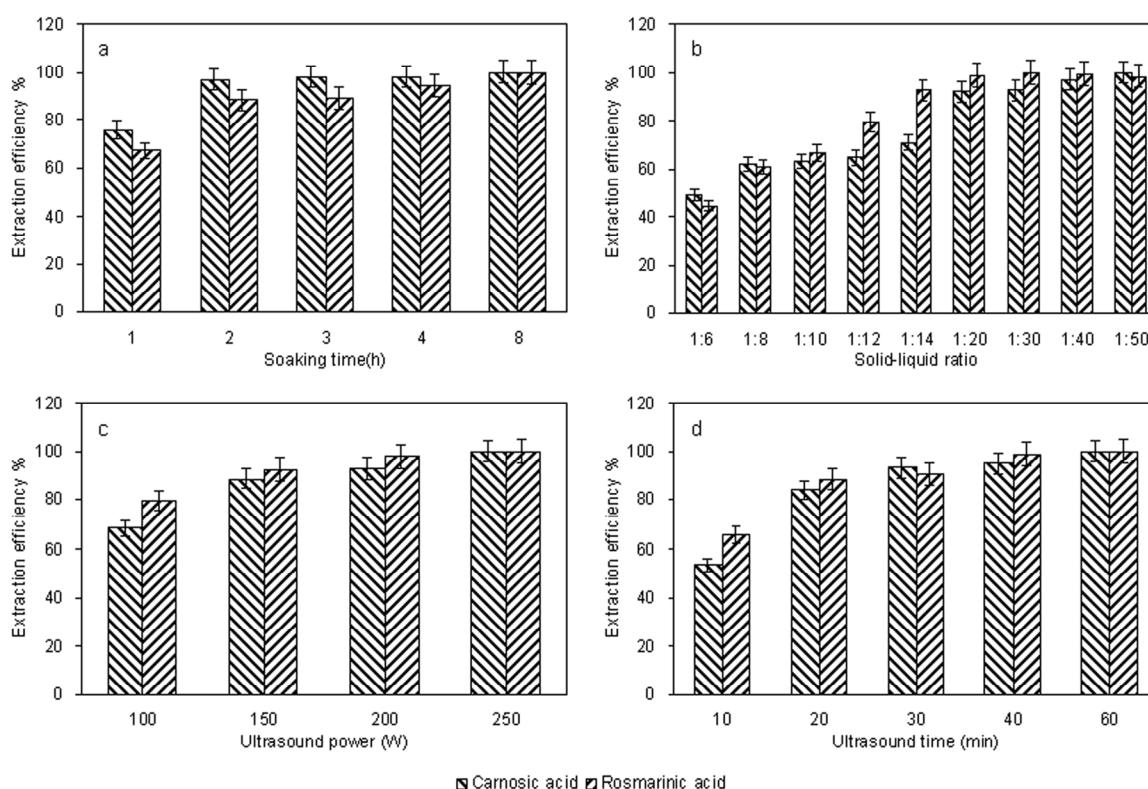 a
Extraction efficiency %
120
100
80
60
40
20
0
1 2 3 4 8
Soaking time(h)
b
Extraction efficiency %
120
100
80
60
40
20
0
1:6 1:8 1:10 1:12 1:14 1:20 1:30 1:40 1:50
Solid-liquid ratio
c
Extraction efficiency %
120
100
80
60
40
20
0
100 150 200 250
Ultrasound power (W)
d
Extraction efficiency %
120
100
80
60
40
20
0
10 20 30 40 60
Ultrasound time (min)
Carnosic acid Rosmarinic acid